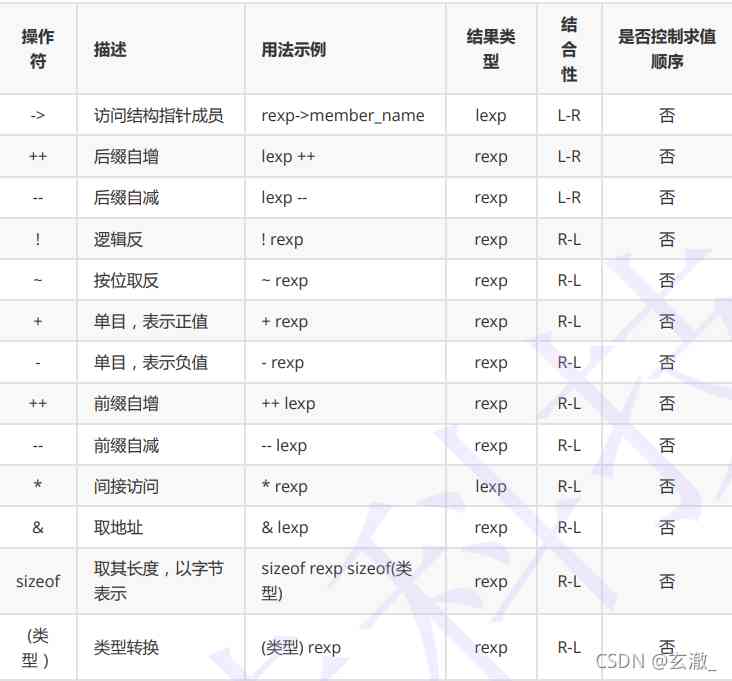 操作符 描述 用法示例 结果类型 结合性 是否控制求值顺序
-> 访问结构指针成员 rexp->member_name lexp L-R 否
++ 后缀自增 lexp ++ rexp L-R 否
-- 后缀自减 lexp -- rexp L-R 否
! 逻辑反 ! rexp rexp R-L 否
~ 按位取反 ~ rexp rexp R-L 否
+ 单目，表示正值 + rexp rexp R-L 否
- 单目，表示负值 - rexp rexp R-L 否
++ 前缀自增 ++ lexp rexp R-L 否
-- 前缀自减 -- lexp rexp R-L 否
* 间接访问 * rexp lexp R-L 否
& 取地址 & lexp rexp R-L 否
sizeof 取其长度，以字节表示 sizeof rexp sizeof(类型) rexp R-L 否
(类型） 类型转换 (类型) rexp rexp R-L 否
CSDN @玄澈_
科技